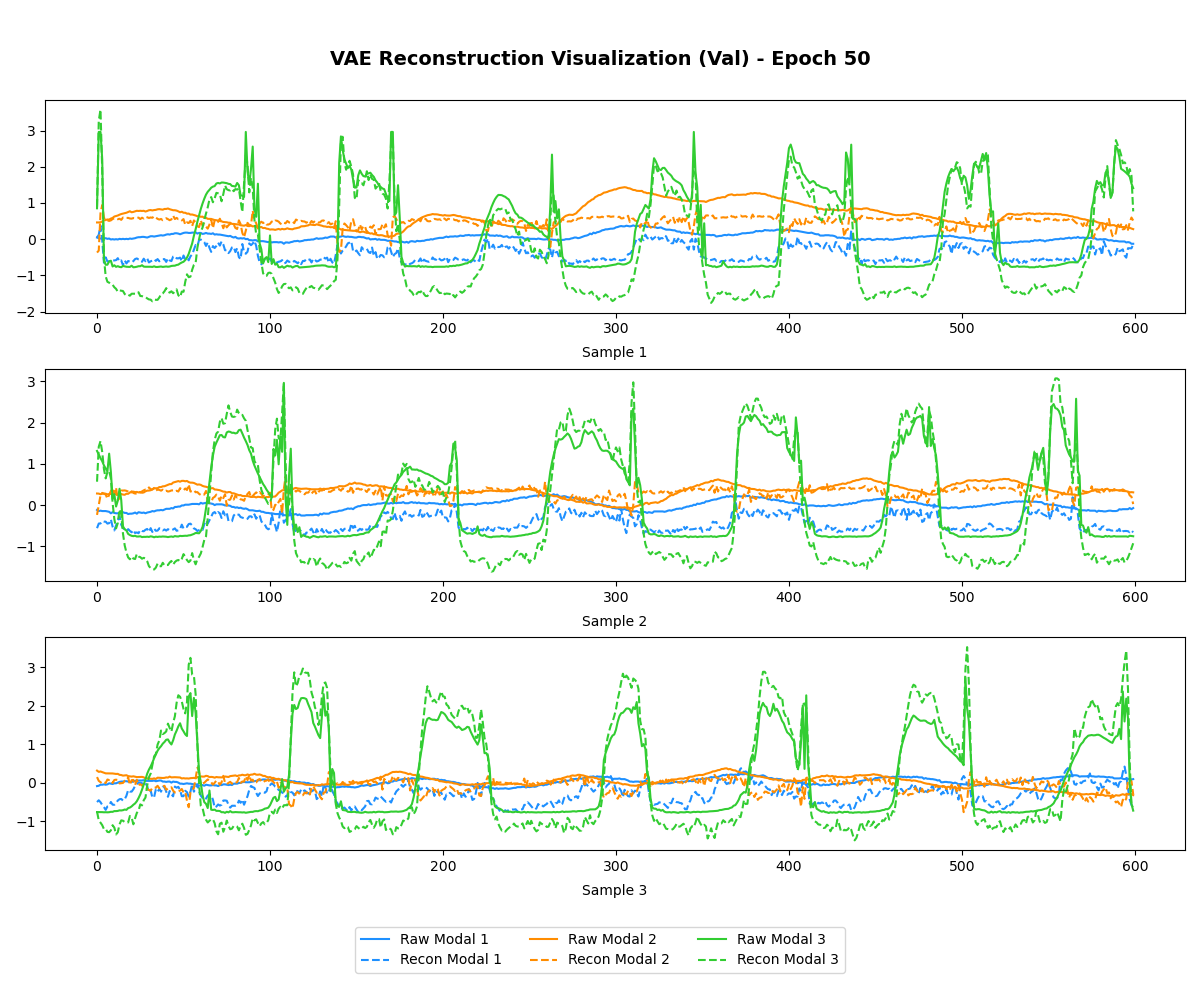 VAE Reconstruction Visualization (Val) - Epoch 50
3
2
1
0
−1
−2
0 100 200 300 400 500 600
Sample 1
3
2
1
0
−1
0 100 200 300 400 500 600
Sample 2
3
2
1
0
−1
0 100 200 300 400 500 600
Sample 3
Raw Modal 1 Raw Modal 2 Raw Modal 3
Recon Modal 1 Recon Modal 2 Recon Modal 3